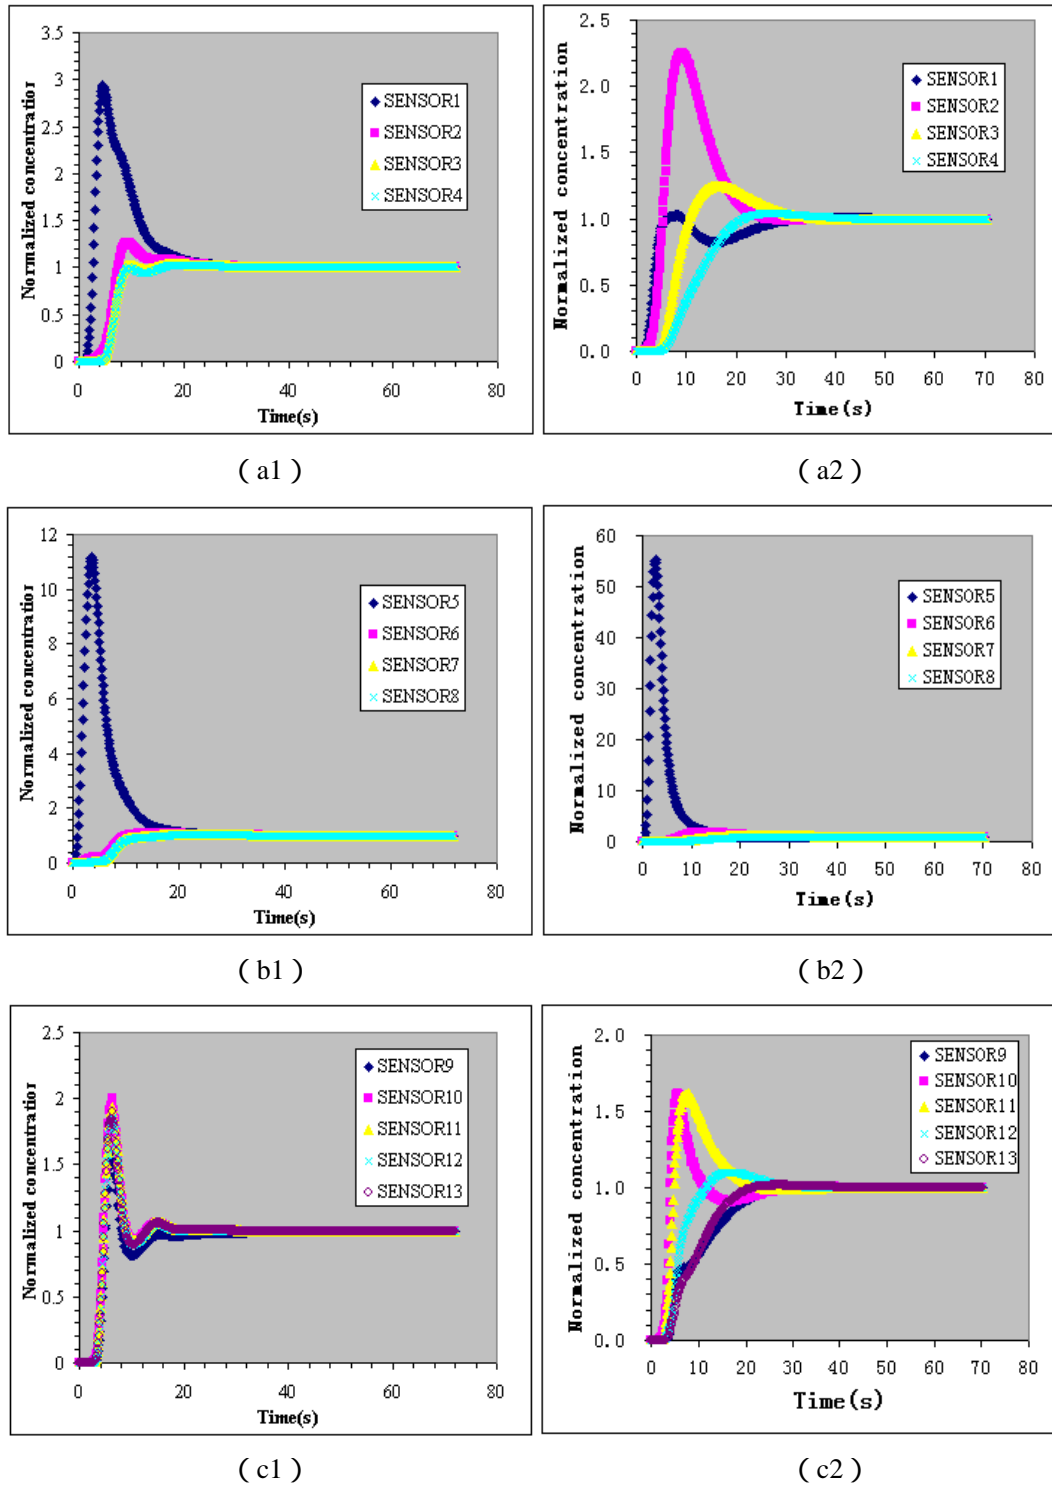 3.5
3
2.5
2
1.5
1
0.5
0
0 20 40 60 80
Normalized concentration
Time(s)
SENSOR1
SENSOR2
SENSOR3
SENSOR4
( a1 )
2.5
2.0
1.5
1.0
0.5
0.0
0 10 20 30 40 50 60 70 80
Normalized concentration
Time(s)
SENSOR1
SENSOR2
SENSOR3
SENSOR4
( a2 )
12
10
8
6
4
2
0
0 20 40 60 80
Normalized concentration
Time(s)
SENSOR5
SENSOR6
SENSOR7
SENSOR8
( b1 )
60
50
40
30
20
10
0
0 10 20 30 40 50 60 70 80
Normalized concentration
Time(s)
SENSOR5
SENSOR6
SENSOR7
SENSOR8
( b2 )
2.5
2
1.5
1
0.5
0
0 20 40 60 80
Normalized concentration
Time(s)
SENSOR9
SENSOR10
SENSOR11
SENSOR12
SENSOR13
( c1 )
2.0
1.5
1.0
0.5
0.0
0 10 20 30 40 50 60 70 80
Normalized concentration
Time(s)
SENSOR9
SENSOR10
SENSOR11
SENSOR12
SENSOR13
( c2 )